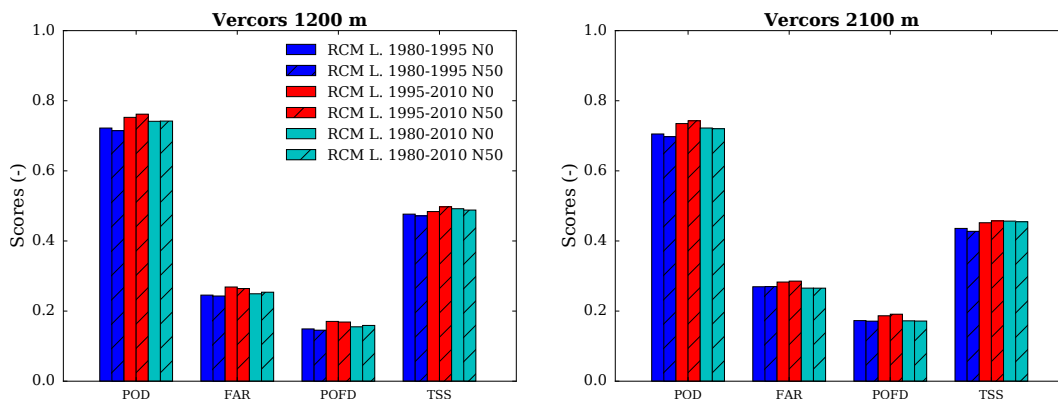 Vercors 1200 m
1.0
0.8
0.6
0.4
0.2
0.0
Scores (-)
RCM L. 1980-1995 N0
RCM L. 1980-1995 N50
RCM L. 1995-2010 N0
RCM L. 1995-2010 N50
RCM L. 1980-2010 N0
RCM L. 1980-2010 N50
POD FAR POFD TSS
Vercors 2100 m
1.0
0.8
0.6
0.4
0.2
0.0
Scores (-)
POD FAR POFD TSS